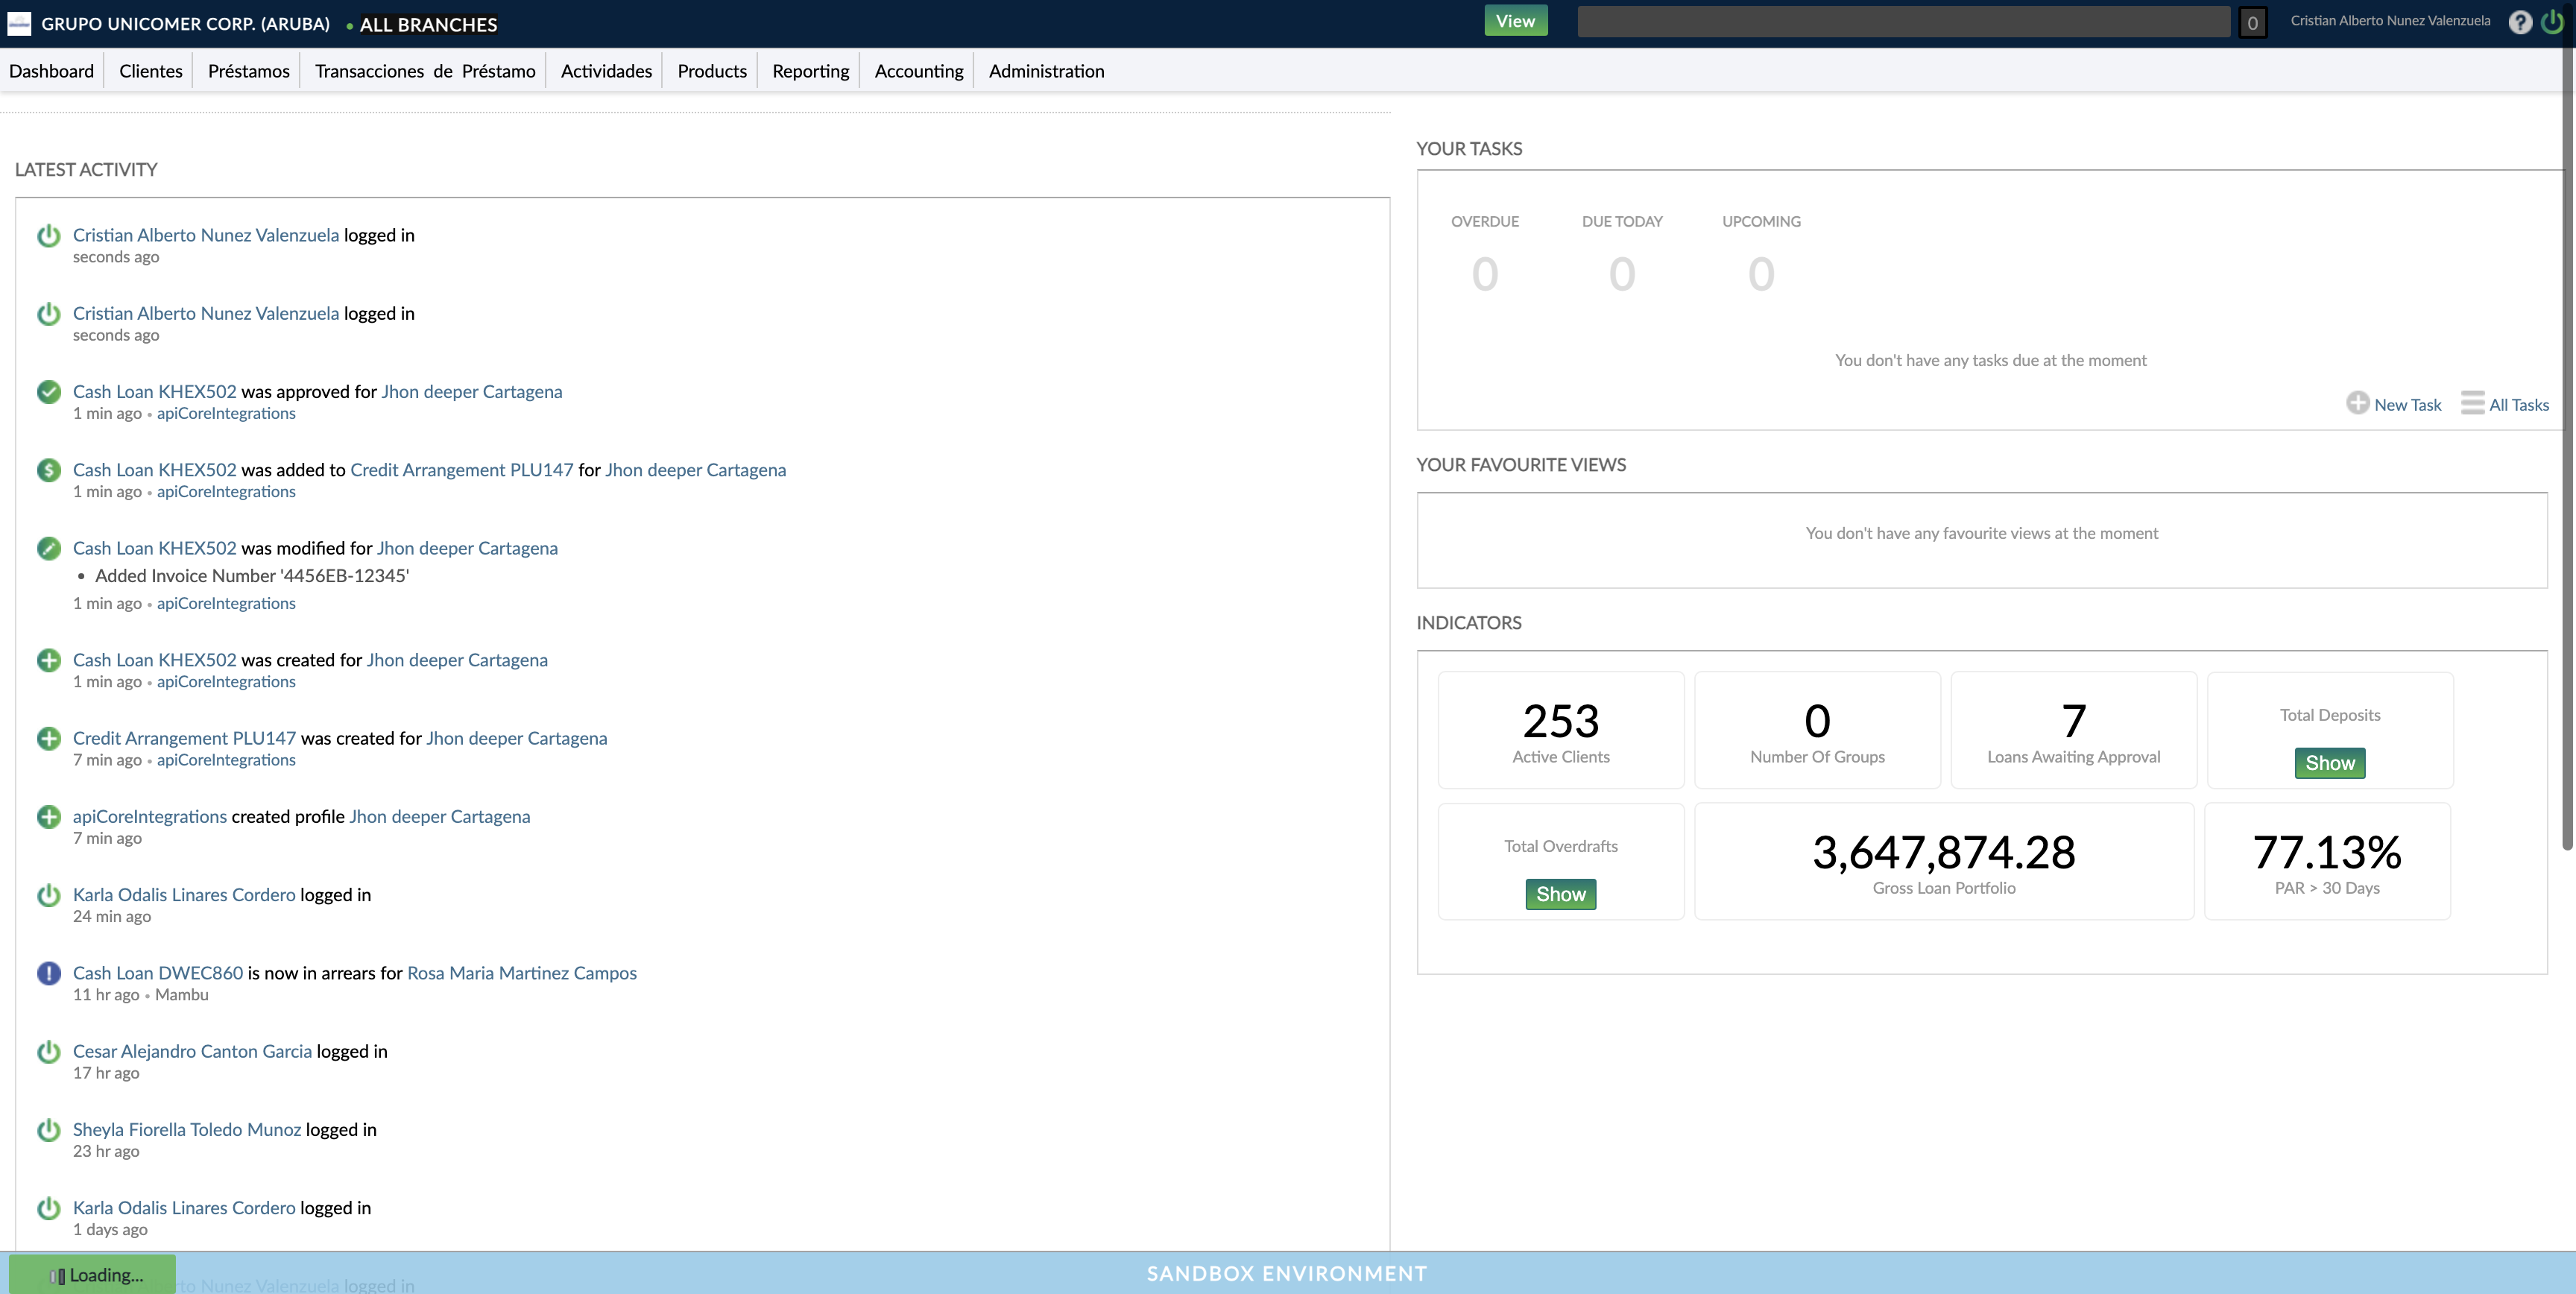 GRUPO UNICOMER CORP. (ARUBA) • ALL BRANCHES
View
0
Cristian Alberto Nunez Valenzuela
?
Dashboard
Clientes
Préstamos
Transacciones de Préstamo
Actividades
Products
Reporting
Accounting
Administration
LATEST ACTIVITY
Cristian Alberto Nunez Valenzuela logged in
seconds ago
Cristian Alberto Nunez Valenzuela logged in
seconds ago
Cash Loan KHEX502 was approved for Jhon deeper Cartagena
1 min ago • apiCoreIntegrations
Cash Loan KHEX502 was added to Credit Arrangement PLU147 for Jhon deeper Cartagena
1 min ago • apiCoreIntegrations
Cash Loan KHEX502 was modified for Jhon deeper Cartagena
• Added Invoice Number '4456EB-12345'
1 min ago • apiCoreIntegrations
Cash Loan KHEX502 was created for Jhon deeper Cartagena
1 min ago • apiCoreIntegrations
Credit Arrangement PLU147 was created for Jhon deeper Cartagena
7 min ago • apiCoreIntegrations
apiCoreIntegrations created profile Jhon deeper Cartagena
7 min ago
Karla Odalis Linares Cordero logged in
24 min ago
Cash Loan DWEC860 is now in arrears for Rosa Maria Martinez Campos
11 hr ago • Mambu
Cesar Alejandro Canton Garcia logged in
17 hr ago
Sheyla Fiorella Toledo Munoz logged in
23 hr ago
Karla Odalis Linares Cordero logged in
1 days ago
YOUR TASKS
OVERDUE
DUE TODAY
UPCOMING
0
0
0
You don't have any tasks due at the moment
New Task
All Tasks
YOUR FAVOURITE VIEWS
You don't have any favourite views at the moment
INDICATORS
253
Active Clients
0
Number Of Groups
7
Loans Awaiting Approval
Total Deposits
Show
Total Overdrafts
Show
3,647,874.28
Gross Loan Portfolio
77.13%
PAR > 30 Days
Loading...
rto Nunez Valenzuela logged in
SANDBOX ENVIRONMENT